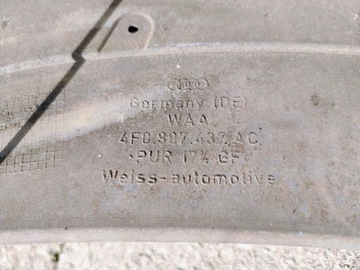 Germany (DE)
WAA
4F0.807.437.AC
PUR 17% GF
Weiss-automotive